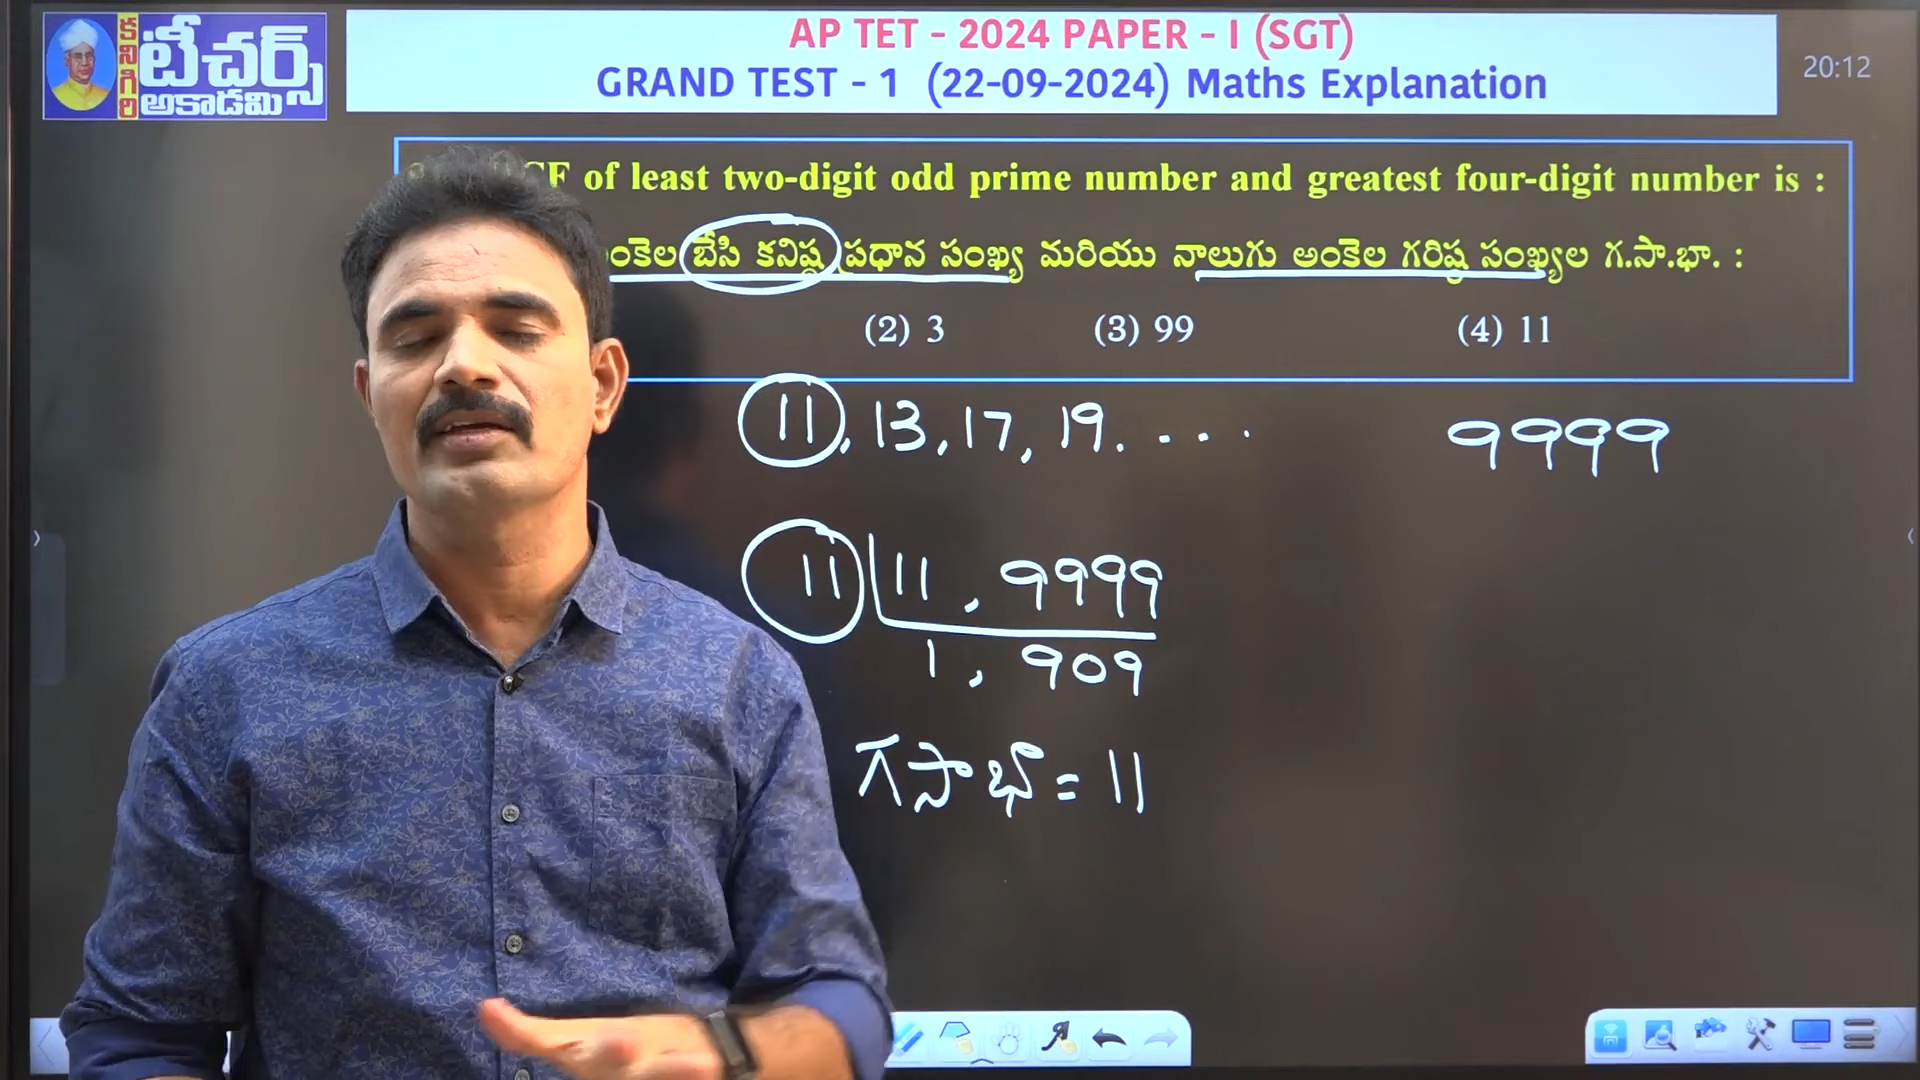 కనిగిరి
టీచర్స్
అకాడమి
AP TET - 2024 PAPER - I (SGT)
GRAND TEST - 1 (22-09-2024) Maths Explanation
20:12
of least two-digit odd prime number and greatest four-digit number is :
బేసి కనిష్ఠ ప్రధాన సంఖ్య మరియు నాలుగు అంకెల గరిష్ఠ సంఖ్యల గ.సా.భా. :
(2) 3 (3) 99 (4) 11
11, 13, 17, 19. . . . 9999
11 11 , 9999
1 , 909
గసాభా = 11